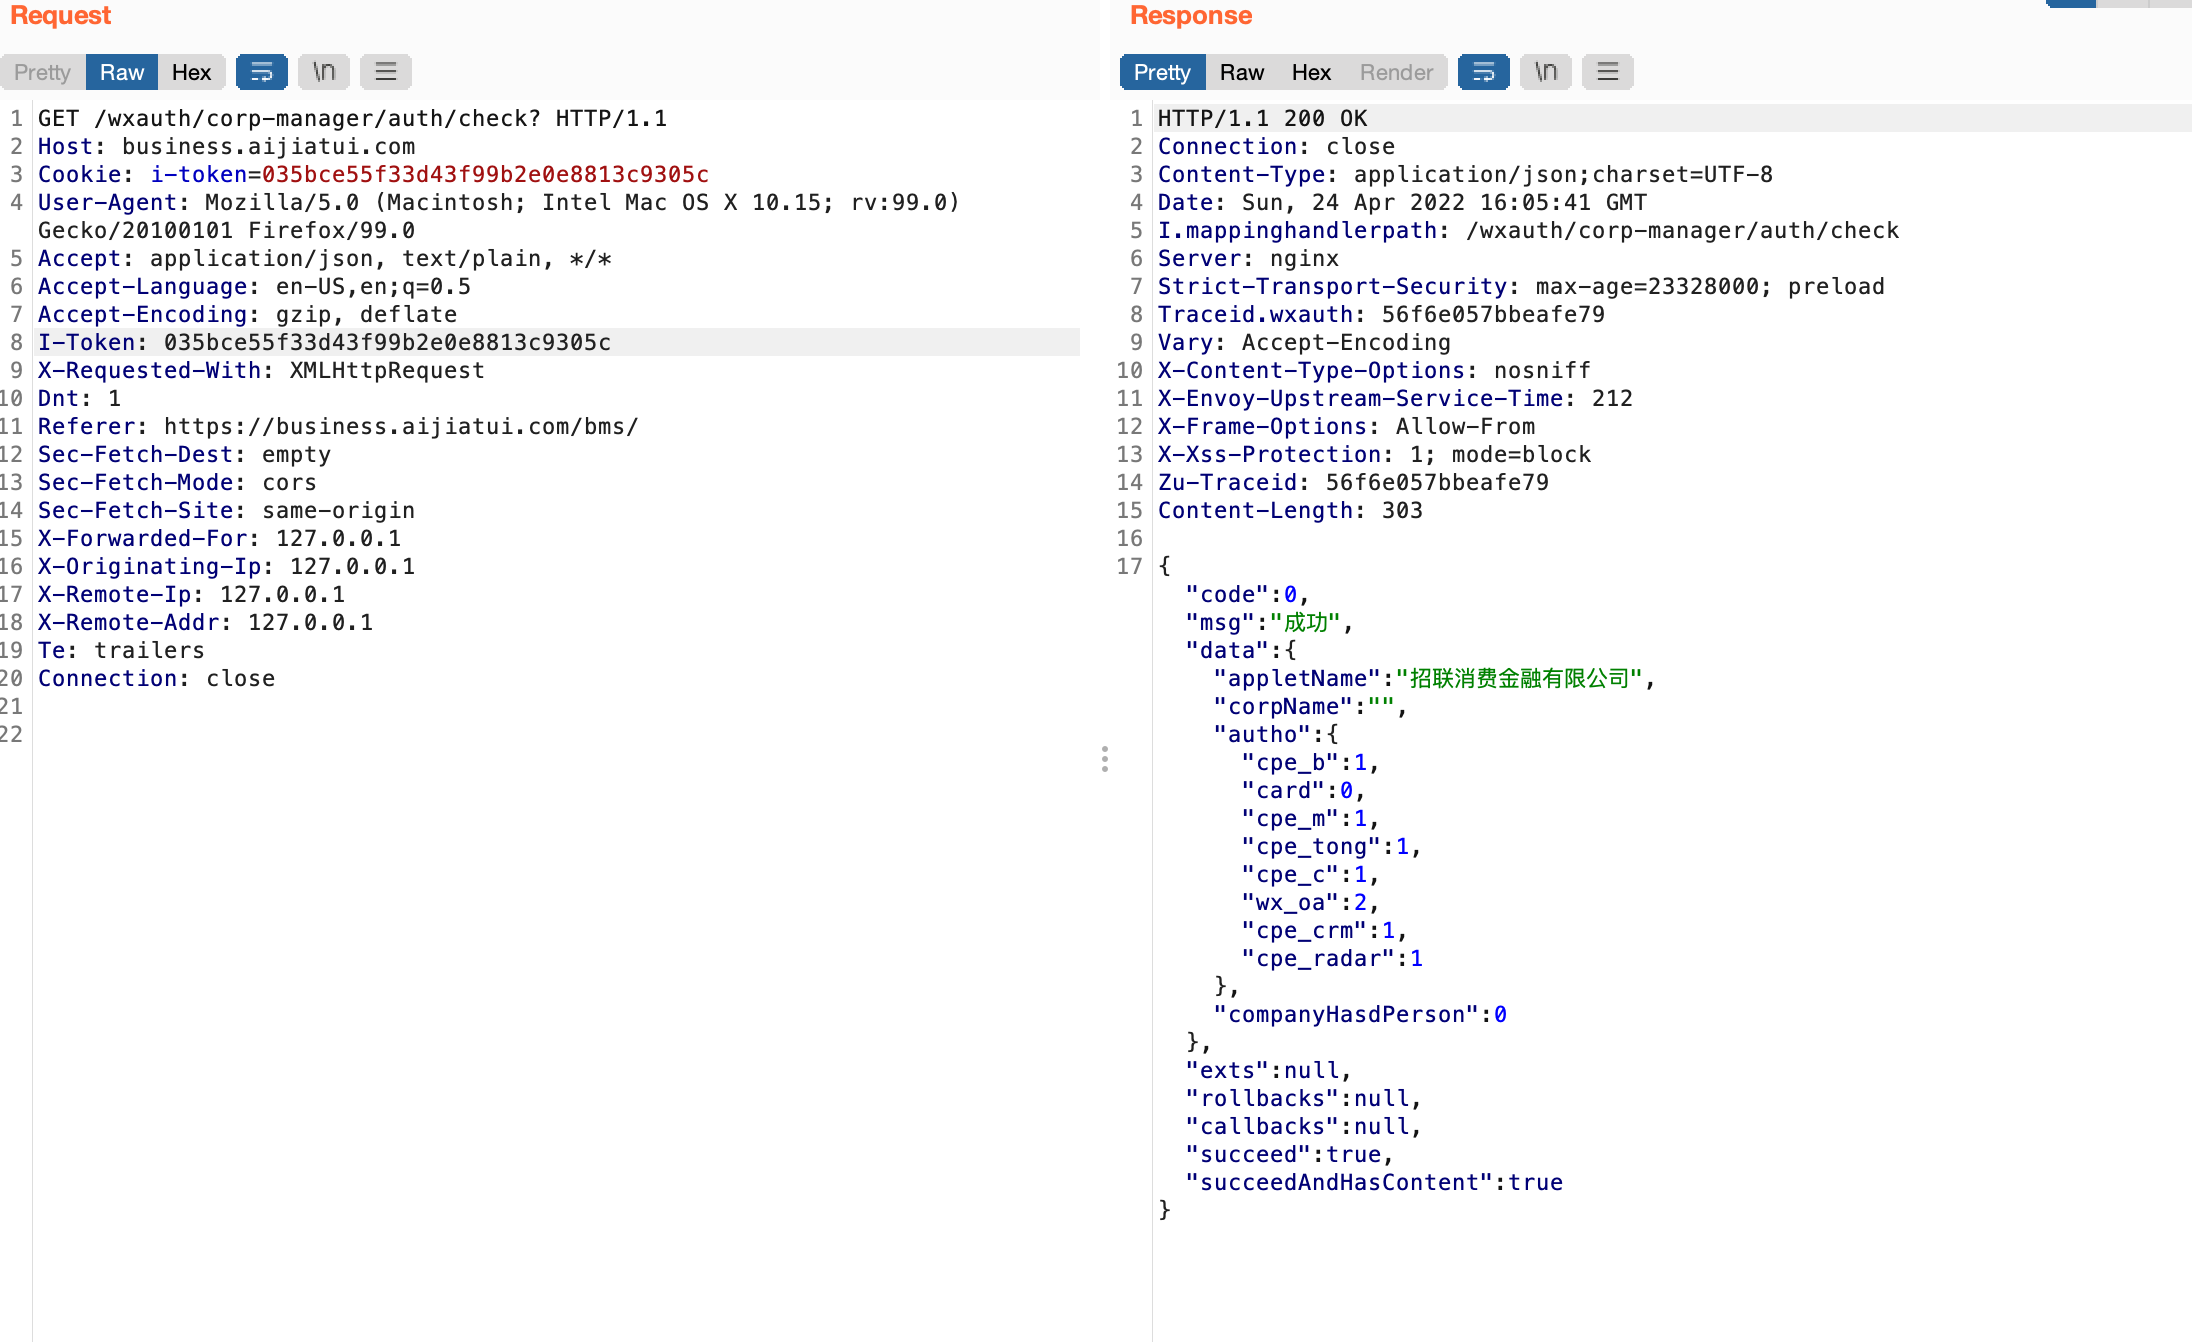 Request
Pretty Raw Hex \n
1 GET /wxauth/corp-manager/auth/check? HTTP/1.1
2 Host: business.aijiatui.com
3 Cookie: i-token=035bce55f33d43f99b2e0e8813c9305c
4 User-Agent: Mozilla/5.0 (Macintosh; Intel Mac OS X 10.15; rv:99.0)
Gecko/20100101 Firefox/99.0
5 Accept: application/json, text/plain, */*
6 Accept-Language: en-US,en;q=0.5
7 Accept-Encoding: gzip, deflate
8 I-Token: 035bce55f33d43f99b2e0e8813c9305c
9 X-Requested-With: XMLHttpRequest
10 Dnt: 1
11 Referer: https://business.aijiatui.com/bms/
12 Sec-Fetch-Dest: empty
13 Sec-Fetch-Mode: cors
14 Sec-Fetch-Site: same-origin
15 X-Forwarded-For: 127.0.0.1
16 X-Originating-Ip: 127.0.0.1
17 X-Remote-Ip: 127.0.0.1
18 X-Remote-Addr: 127.0.0.1
19 Te: trailers
20 Connection: close
21
22
Response
Pretty Raw Hex Render \n
1 HTTP/1.1 200 OK
2 Connection: close
3 Content-Type: application/json;charset=UTF-8
4 Date: Sun, 24 Apr 2022 16:05:41 GMT
5 I.mappinghandlerpath: /wxauth/corp-manager/auth/check
6 Server: nginx
7 Strict-Transport-Security: max-age=23328000; preload
8 Traceid.wxauth: 56f6e057bbeafe79
9 Vary: Accept-Encoding
10 X-Content-Type-Options: nosniff
11 X-Envoy-Upstream-Service-Time: 212
12 X-Frame-Options: Allow-From
13 X-Xss-Protection: 1; mode=block
14 Zu-Traceid: 56f6e057bbeafe79
15 Content-Length: 303
16
17 {
"code":0,
"msg":"成功",
"data":{
"appletName":"招联消费金融有限公司",
"corpName":"",
"autho":{
"cpe_b":1,
"card":0,
"cpe_m":1,
"cpe_tong":1,
"cpe_c":1,
"wx_oa":2,
"cpe_crm":1,
"cpe_radar":1
},
"companyHasdPerson":0
},
"exts":null,
"rollbacks":null,
"callbacks":null,
"succeed":true,
"succeedAndHasContent":true
}